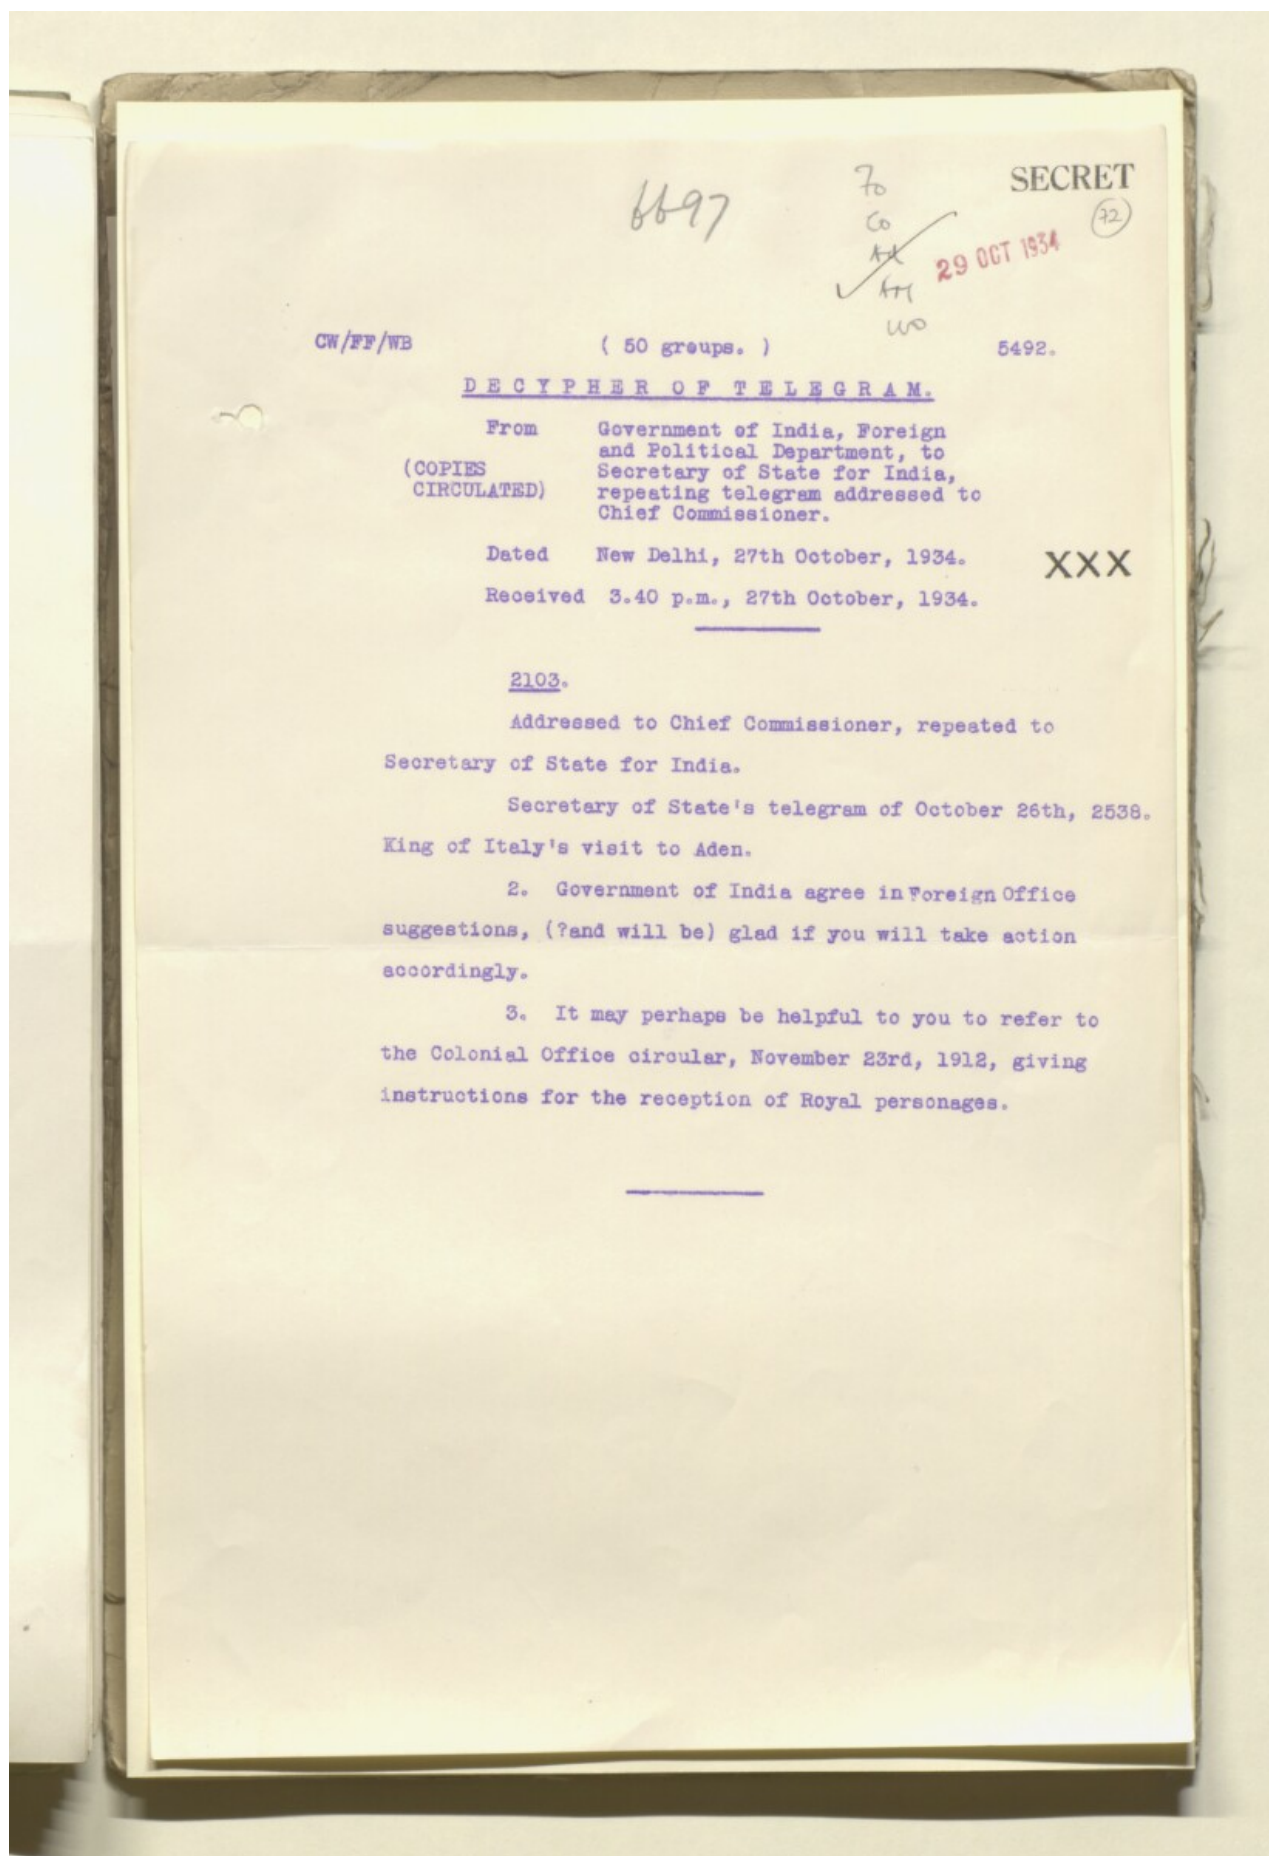 SECRET
6697
FO
72
CO
Ad
29 OCT 1934
AM
WO
CW/FF/WB ( 50 groups. ) 5492.
DECYPHER OF TELEGRAM.
From Government of India, Foreign
and Political Department, to
(COPIES Secretary of State for India,
CIRCULATED) repeating telegram addressed to
Chief Commissioner.
Dated New Delhi, 27th October, 1934.
XXX
Received 3.40 p.m., 27th October, 1934.
2103.
Addressed to Chief Commissioner, repeated to
Secretary of State for India.
Secretary of State's telegram of October 26th, 2538.
King of Italy's visit to Aden.
2. Government of India agree in Foreign Office
suggestions, (?and will be) glad if you will take action
accordingly.
3. It may perhaps be helpful to you to refer to
the Colonial Office circular, November 23rd, 1912, giving
instructions for the reception of Royal personages.